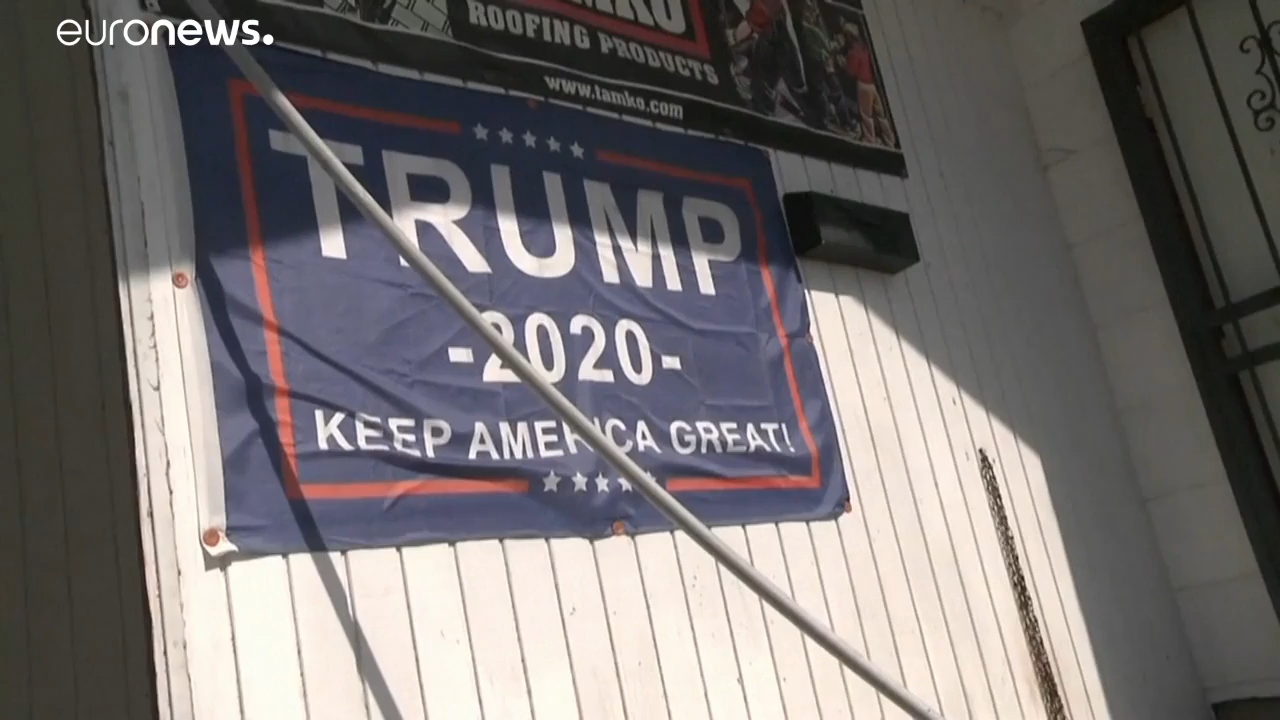 euronews.
ROOFING PRODUCTS
www.tamko.com
TRUMP
-2020-
KEEP AMERICA GREAT!